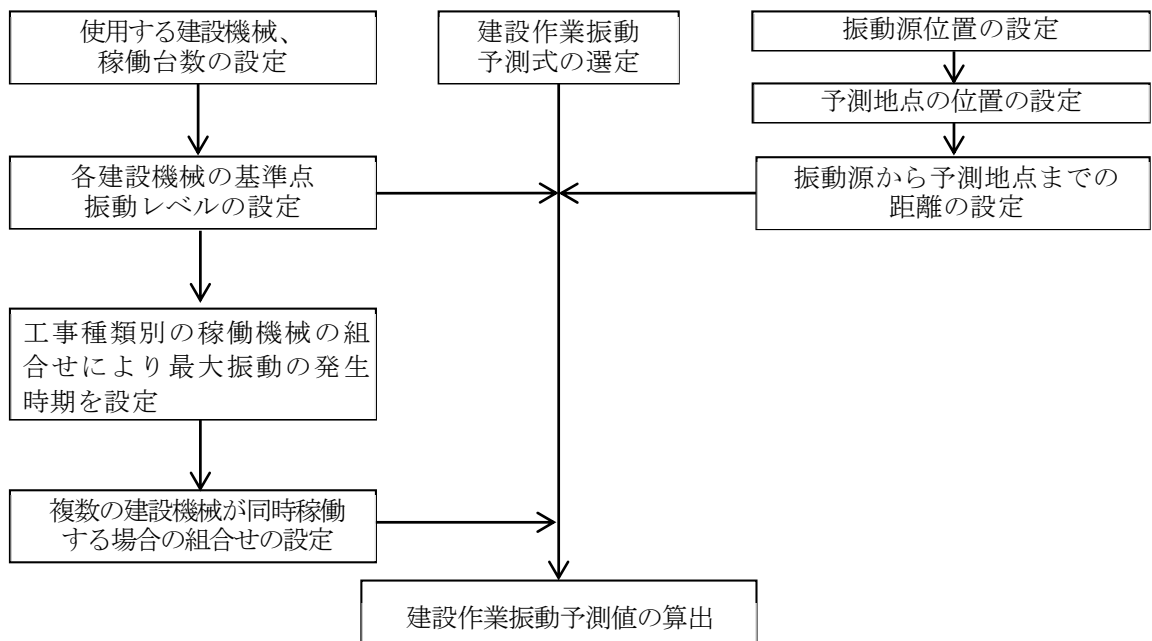 使用する建設機械、
稼働台数の設定
建設作業振動
予測式の選定
振動源位置の設定
予測地点の位置の設定
各建設機械の基準点
振動レベルの設定
振動源から予測地点までの
距離の設定
工事種類別の稼働機械の組
合せにより最大振動の発生
時期を設定
複数の建設機械が同時稼働
する場合の組合せの設定
建設作業振動予測値の算出